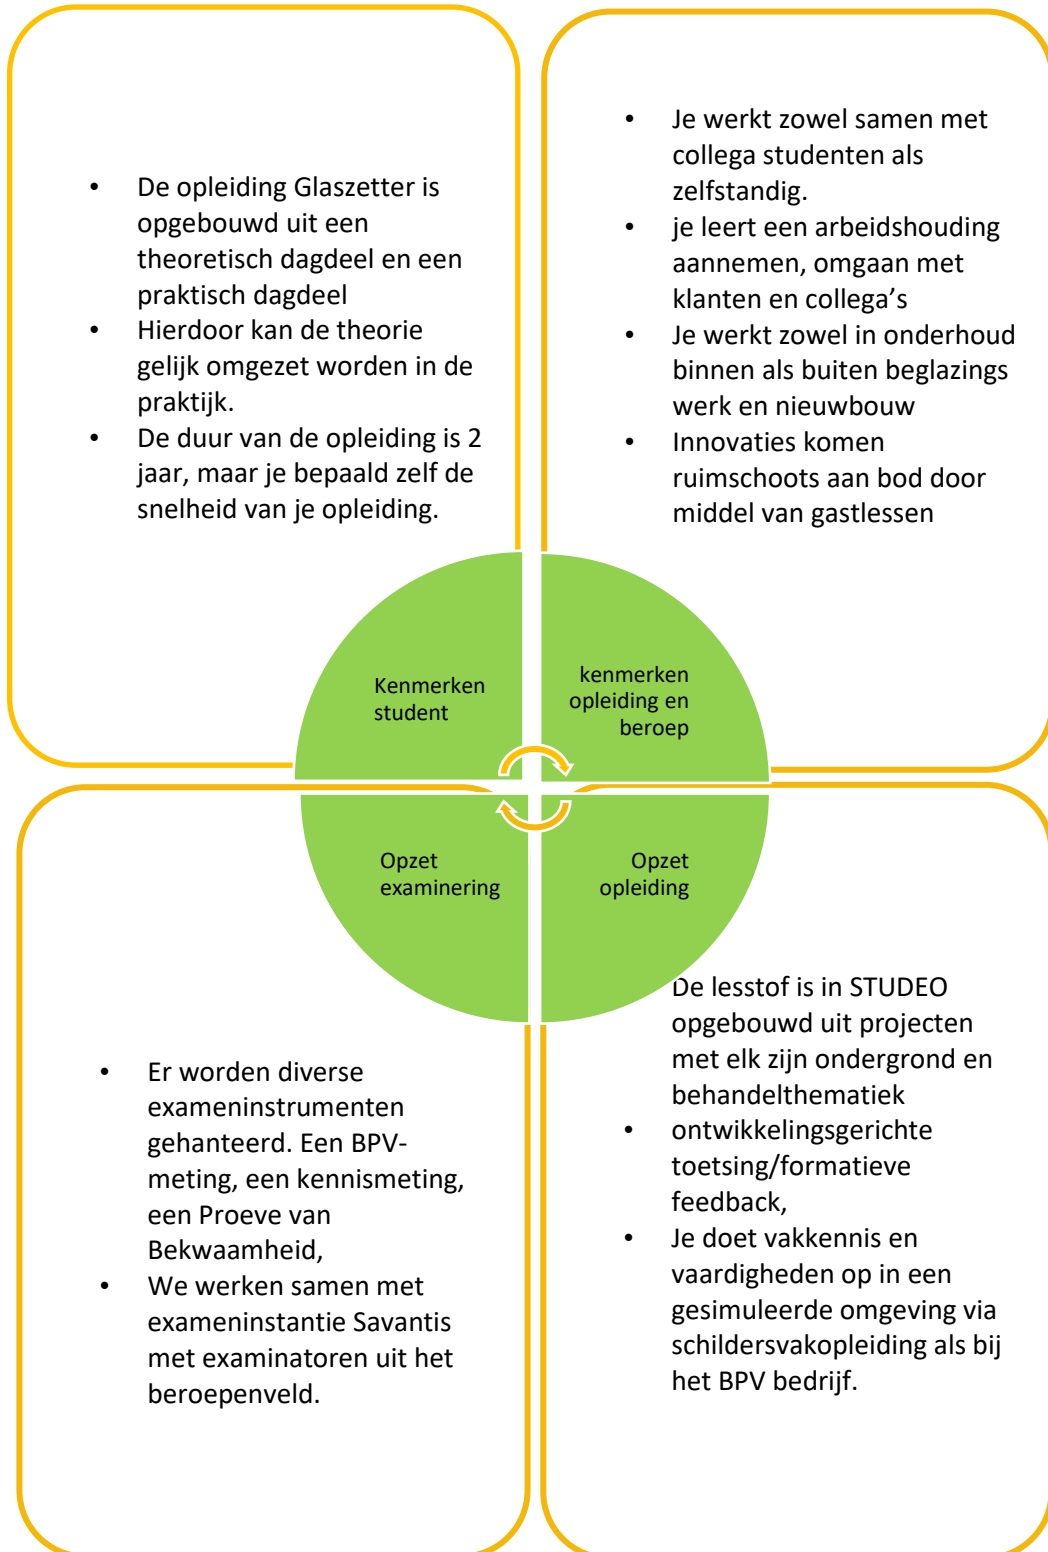 • De opleiding Glaszetter is
opgebouwd uit een
theoretisch dagdeel en een
praktisch dagdeel
• Hierdoor kan de theorie
gelijk omgezet worden in de
praktijk.
• De duur van de opleiding is 2
jaar, maar je bepaald zelf de
snelheid van je opleiding.
• Je werkt zowel samen met
collega studenten als
zelfstandig.
• je leert een arbeidshouding
aannemen, omgaan met
klanten en collega’s
• Je werkt zowel in onderhoud
binnen als buiten beglazings
werk en nieuwbouw
• Innovaties komen
ruimschoots aan bod door
middel van gastlessen
Kenmerken
student
kenmerken
opleiding en
beroep
Opzet
examinering
Opzet
opleiding
• Er worden diverse
exameninstrumenten
gehanteerd. Een BPV-
meting, een kennismeting,
een Proeve van
Bekwaamheid,
• We werken samen met
exameninstantie Savantis
met examinatoren uit het
beroepenveld.
De lesstof is in STUDEO
opgebouwd uit projecten
met elk zijn ondergrond en
behandelthematiek
• ontwikkelingsgerichte
toetsing/formatieve
feedback,
• Je doet vakkennis en
vaardigheden op in een
gesimuleerde omgeving via
schildersvakopleiding als bij
het BPV bedrijf.